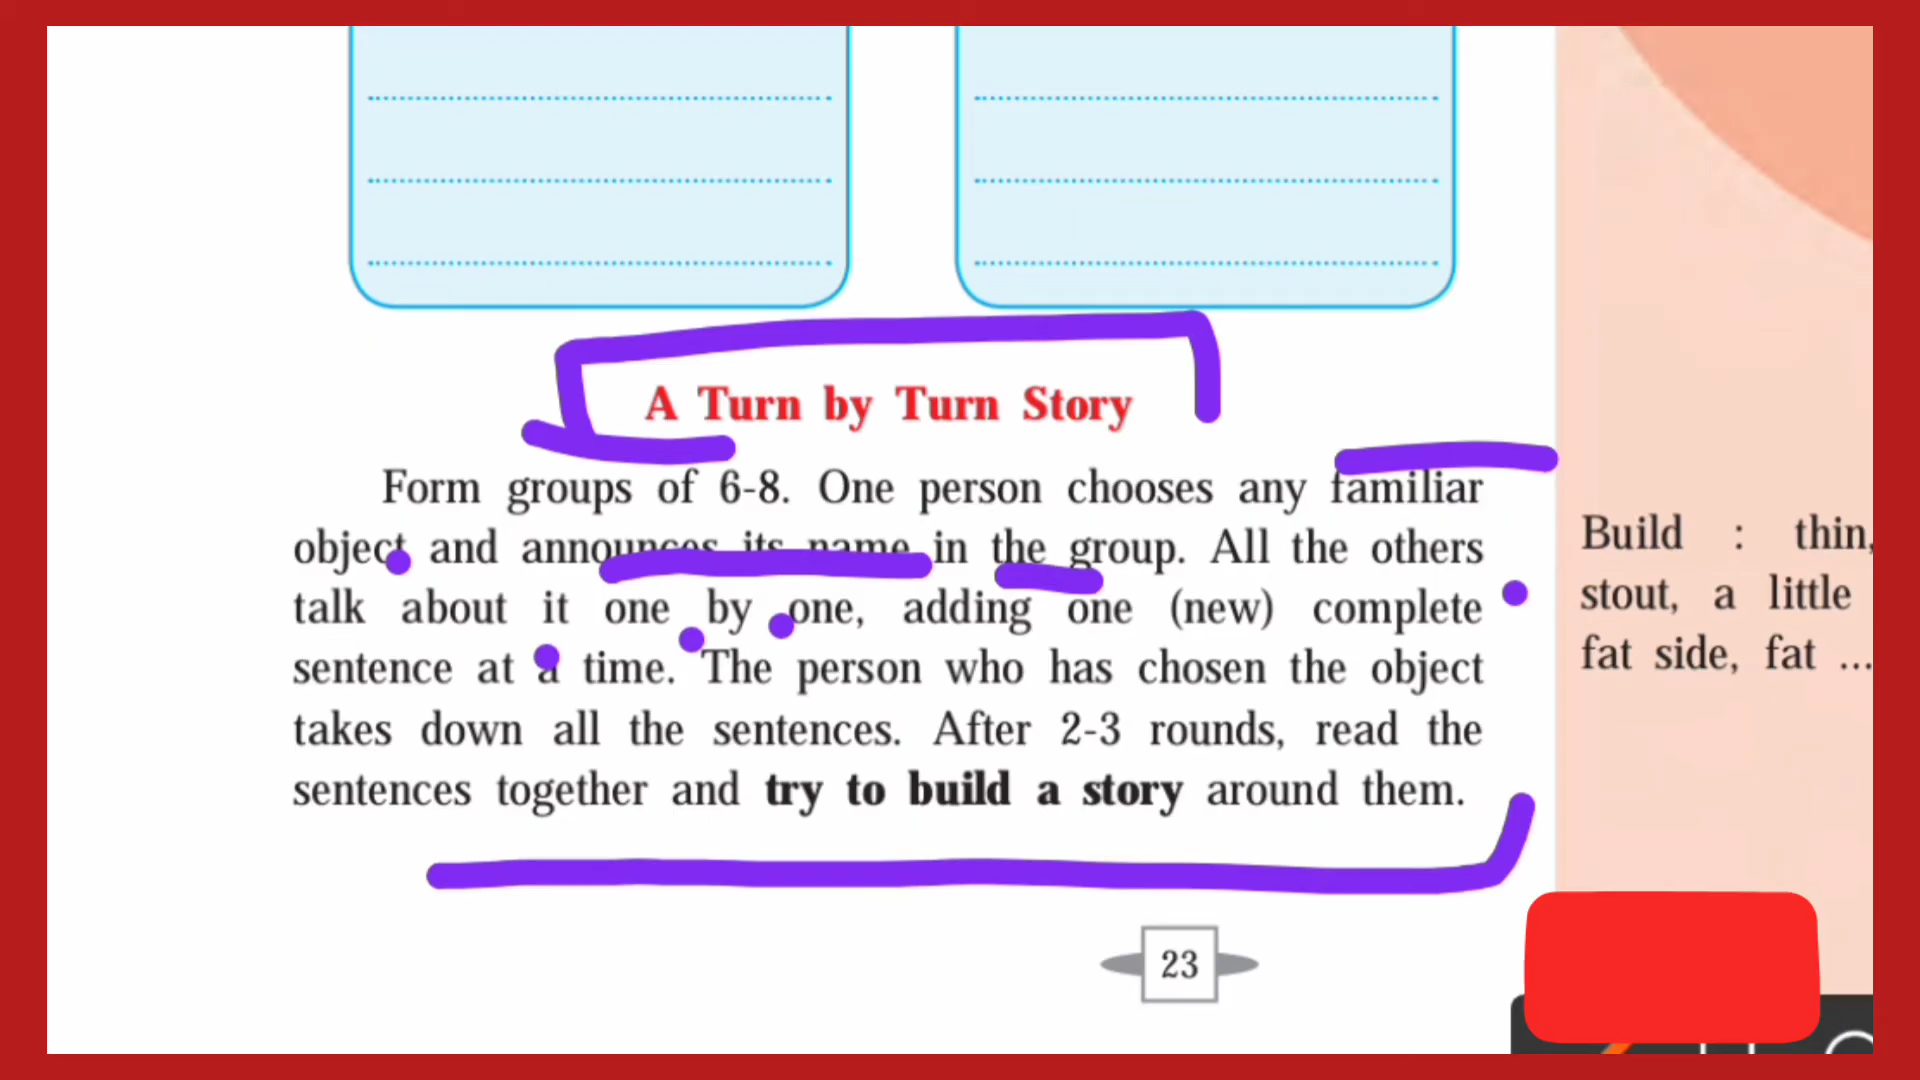 A Turn by Turn Story
Form groups of 6-8. One person chooses any familiar
object and announces its name in the group. All the others
talk about it one by one, adding one (new) complete
sentence at a time. The person who has chosen the object
takes down all the sentences. After 2-3 rounds, read the
sentences together and try to build a story around them.
23
Build : thin,
stout, a little
fat side, fat ...